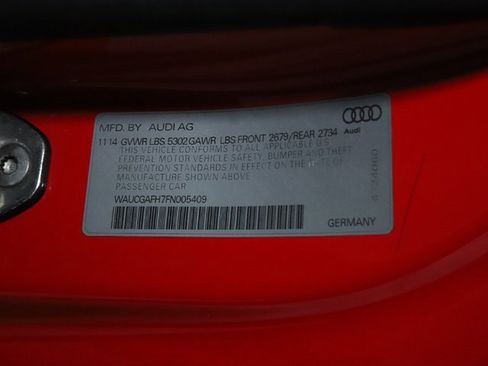 MFD. BY AUDI AG
11 14 GVWR LBS 5302 GAWR LBS FRONT 2679/REAR 2734
Audi
THIS VEHICLE CONFORMS TO ALL APPLICABLE U.S.
FEDERAL MOTOR VEHICLE SAFETY, BUMPER AND THEFT
PREVENTION STANDARDS IN EFFECT ON THE DATE OF
MANUFACTURE SHOWN ABOVE.
PASSENGER CAR
WAUCGAFH7FN005409
GERMANY